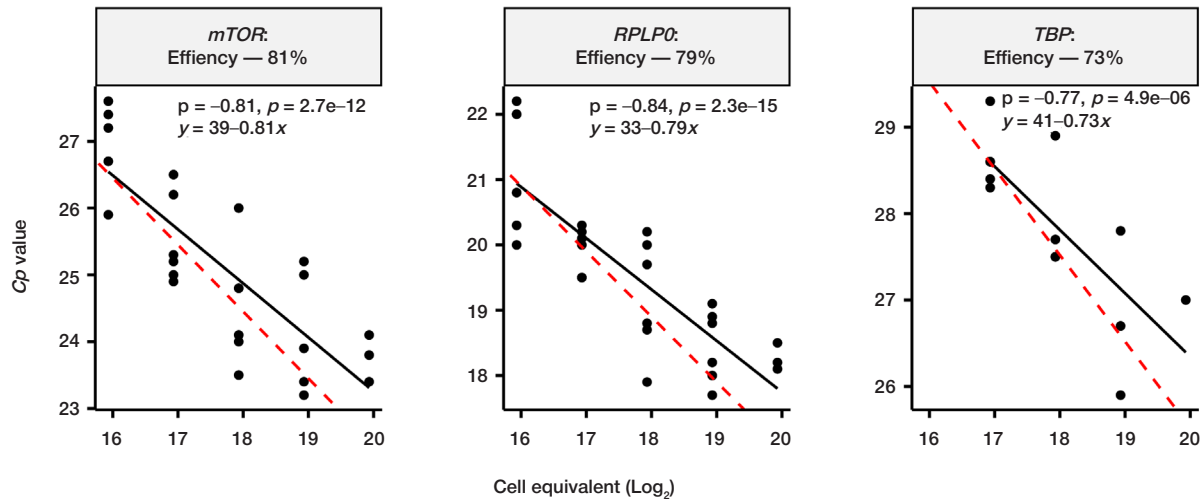 mTOR:
Effiency — 81%
p = –0.81, p = 2.7e–12
y = 39–0.81x
27
26
25
24
23
16 17 18 19 20
Cp value
RPLP0:
Effiency — 79%
p = –0.84, p = 2.3e–15
y = 33–0.79x
22
21
20
19
18
16 17 18 19 20
TBP:
Effiency — 73%
p = –0.77, p = 4.9e–06
y = 41–0.73x
29
28
27
26
16 17 18 19 20
Cell equivalent (Log₂)